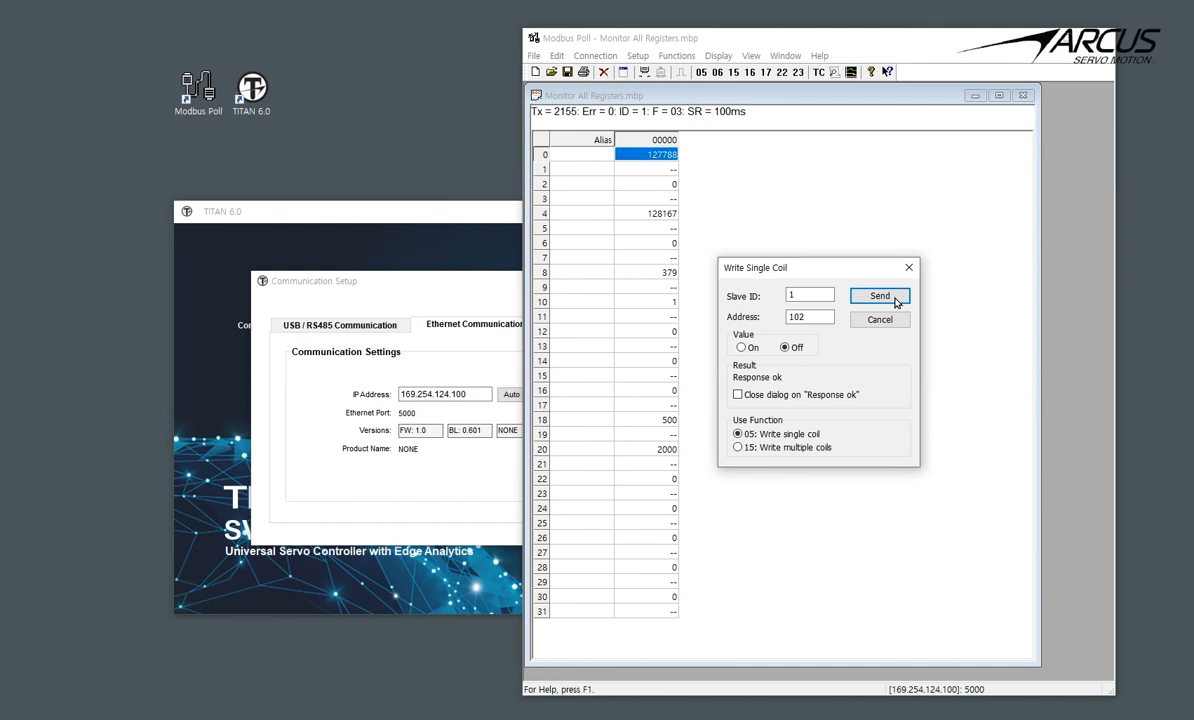 ARCUS
SERVO MOTION
Modbus Poll
TITAN 6.0
TITAN 6.0
Communication Setup
USB / RS485 Communication
Ethernet Communication
Communication Settings
IP Address: 169.254.124.100 Auto
Ethernet Port: 5000
Versions: FW: 1.0 BL: 0.601 NONE
Product Name: NONE
Universal Servo Controller with Edge Analytics
Modbus Poll - Monitor All Registers.mbp
File Edit Connection Setup Functions Display View Window Help
05 06 15 16 17 22 23 TC
Monitor All Registers.mbp
Tx = 2155: Err = 0: ID = 1: F = 03: SR = 100ms
Alias 00000
0 127788
1 --
2 0
3 --
4 128167
5 --
6 0
7 --
8 379
9 --
10 1
11 --
12 0
13 --
14 0
15 --
16 0
17 --
18 500
19 --
20 2000
21 --
22 0
23 --
24 0
25 --
26 0
27 --
28 0
29 --
30 0
31 --
Write Single Coil
Slave ID: 1 Send
Address: 102 Cancel
Value
On Off
Result
Response ok
Close dialog on "Response ok"
Use Function
05: Write single coil
15: Write multiple coils
For Help, press F1. [169.254.124.100]: 5000